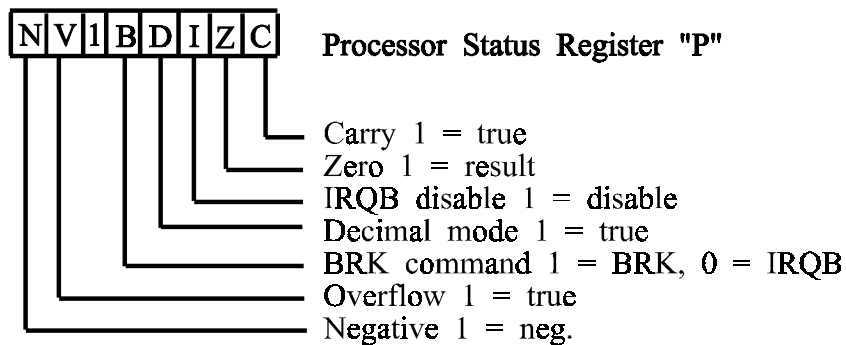 NV1BDIZC Processor Status Register "P"
Carry 1 = true
Zero 1 = result
IRQB disable 1 = disable
Decimal mode 1 = true
BRK command 1 = BRK, 0 = IRQB
Overflow 1 = true
Negative 1 = neg.